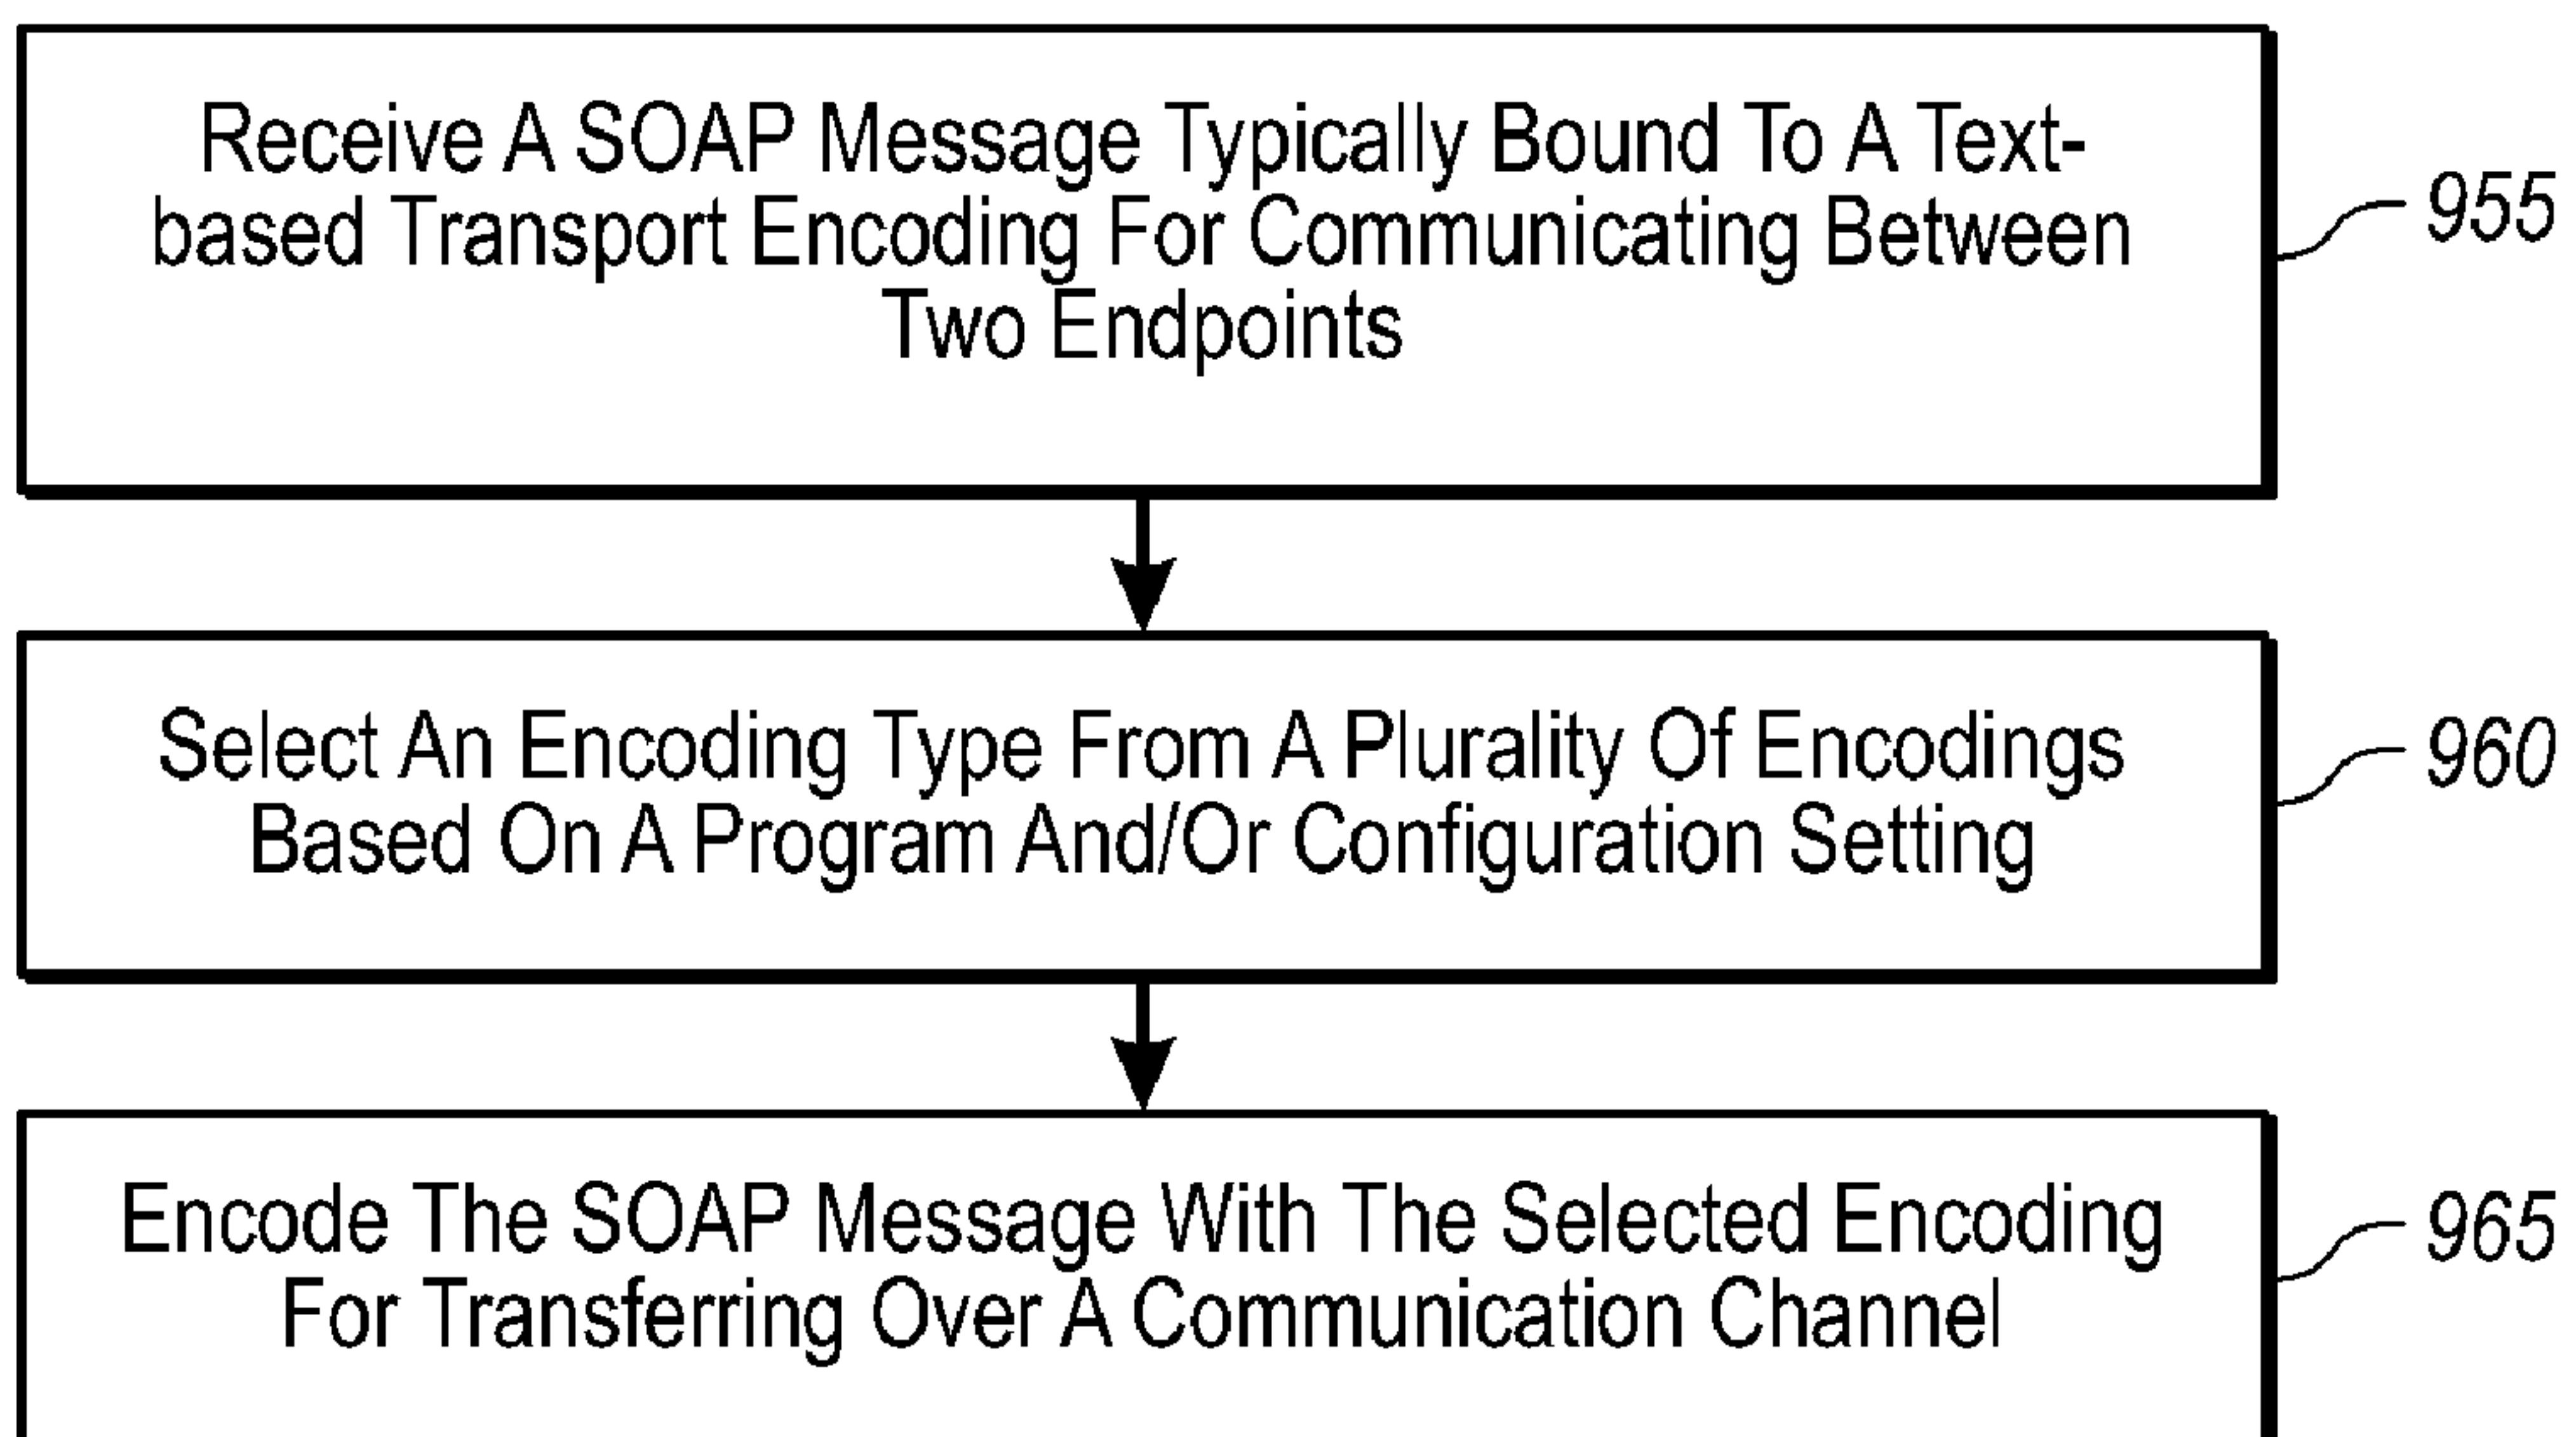 Receive A SOAP Message Typically Bound To A Text-
based Transport Encoding For Communicating Between
Two Endpoints
955
Select An Encoding Type From A Plurality Of Encodings
Based On A Program And/Or Configuration Setting
960
Encode The SOAP Message With The Selected Encoding
For Transferring Over A Communication Channel
965